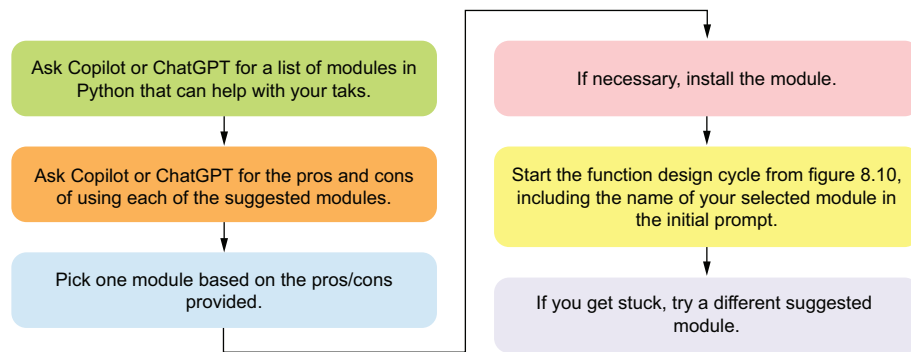 Ask Copilot or ChatGPT for a list of modules in
Python that can help with your taks.
Ask Copilot or ChatGPT for the pros and cons
of using each of the suggested modules.
Pick one module based on the pros/cons
provided.
If necessary, install the module.
Start the function design cycle from figure 8.10,
including the name of your selected module in
the initial prompt.
If you get stuck, try a different suggested
module.